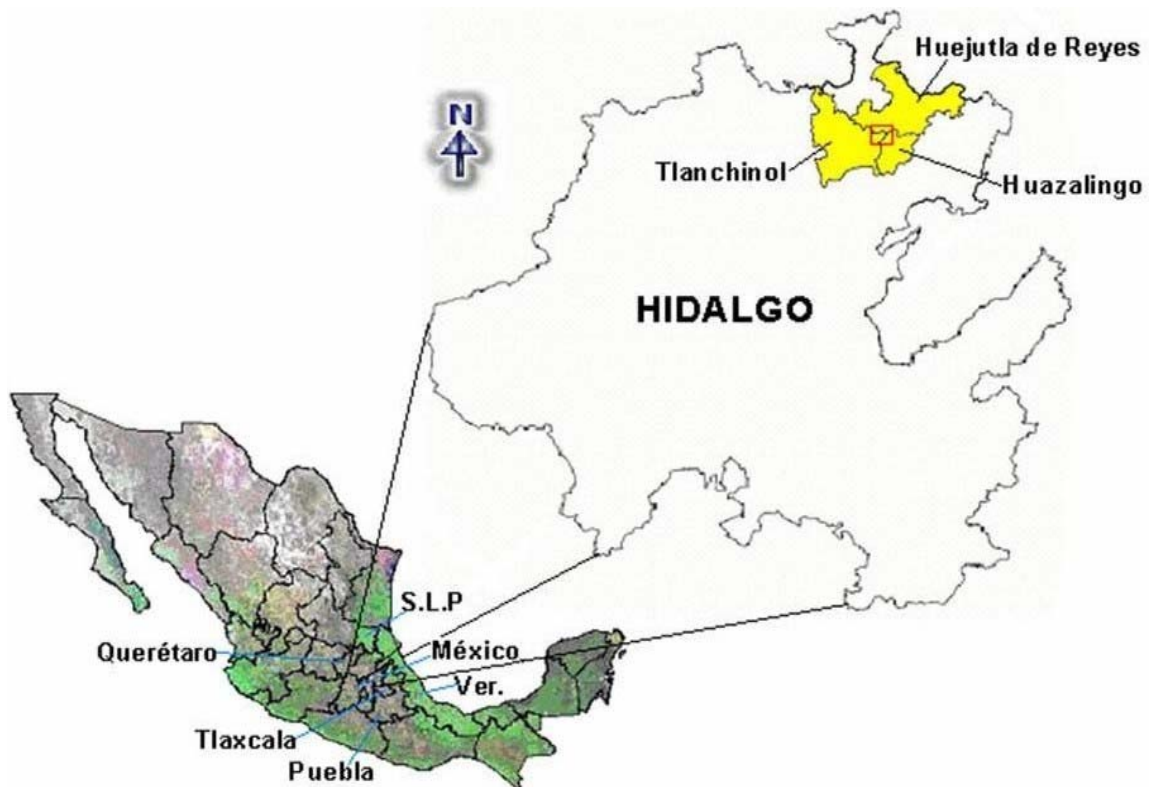 Huejutla de Reyes
N
Tlanchinol
Huazalingo
HIDALGO
S.L.P
Querétaro
México
Ver.
Tlaxcala
Puebla